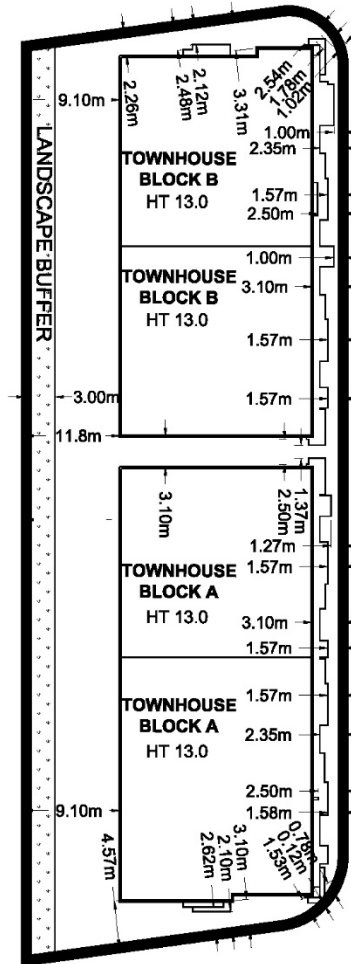 2.54m
1.78m
1.02m
2.12m
2.48m
2.26m
3.31m
9.10m
1.00m
2.35m
LANDSCAPE BUFFER
TOWNHOUSE
BLOCK B
HT 13.0
1.57m
2.50m
1.00m
3.10m
TOWNHOUSE
BLOCK B
HT 13.0
1.57m
3.00m
1.57m
11.8m
3.10m
2.50m
1.37m
1.27m
1.57m
TOWNHOUSE
BLOCK A
HT 13.0
3.10m
1.57m
1.57m
TOWNHOUSE
BLOCK A
HT 13.0
2.35m
2.50m
9.10m
1.58m
4.57m
2.62m
2.10m
3.10m
0.78m
0.12m
1.53m